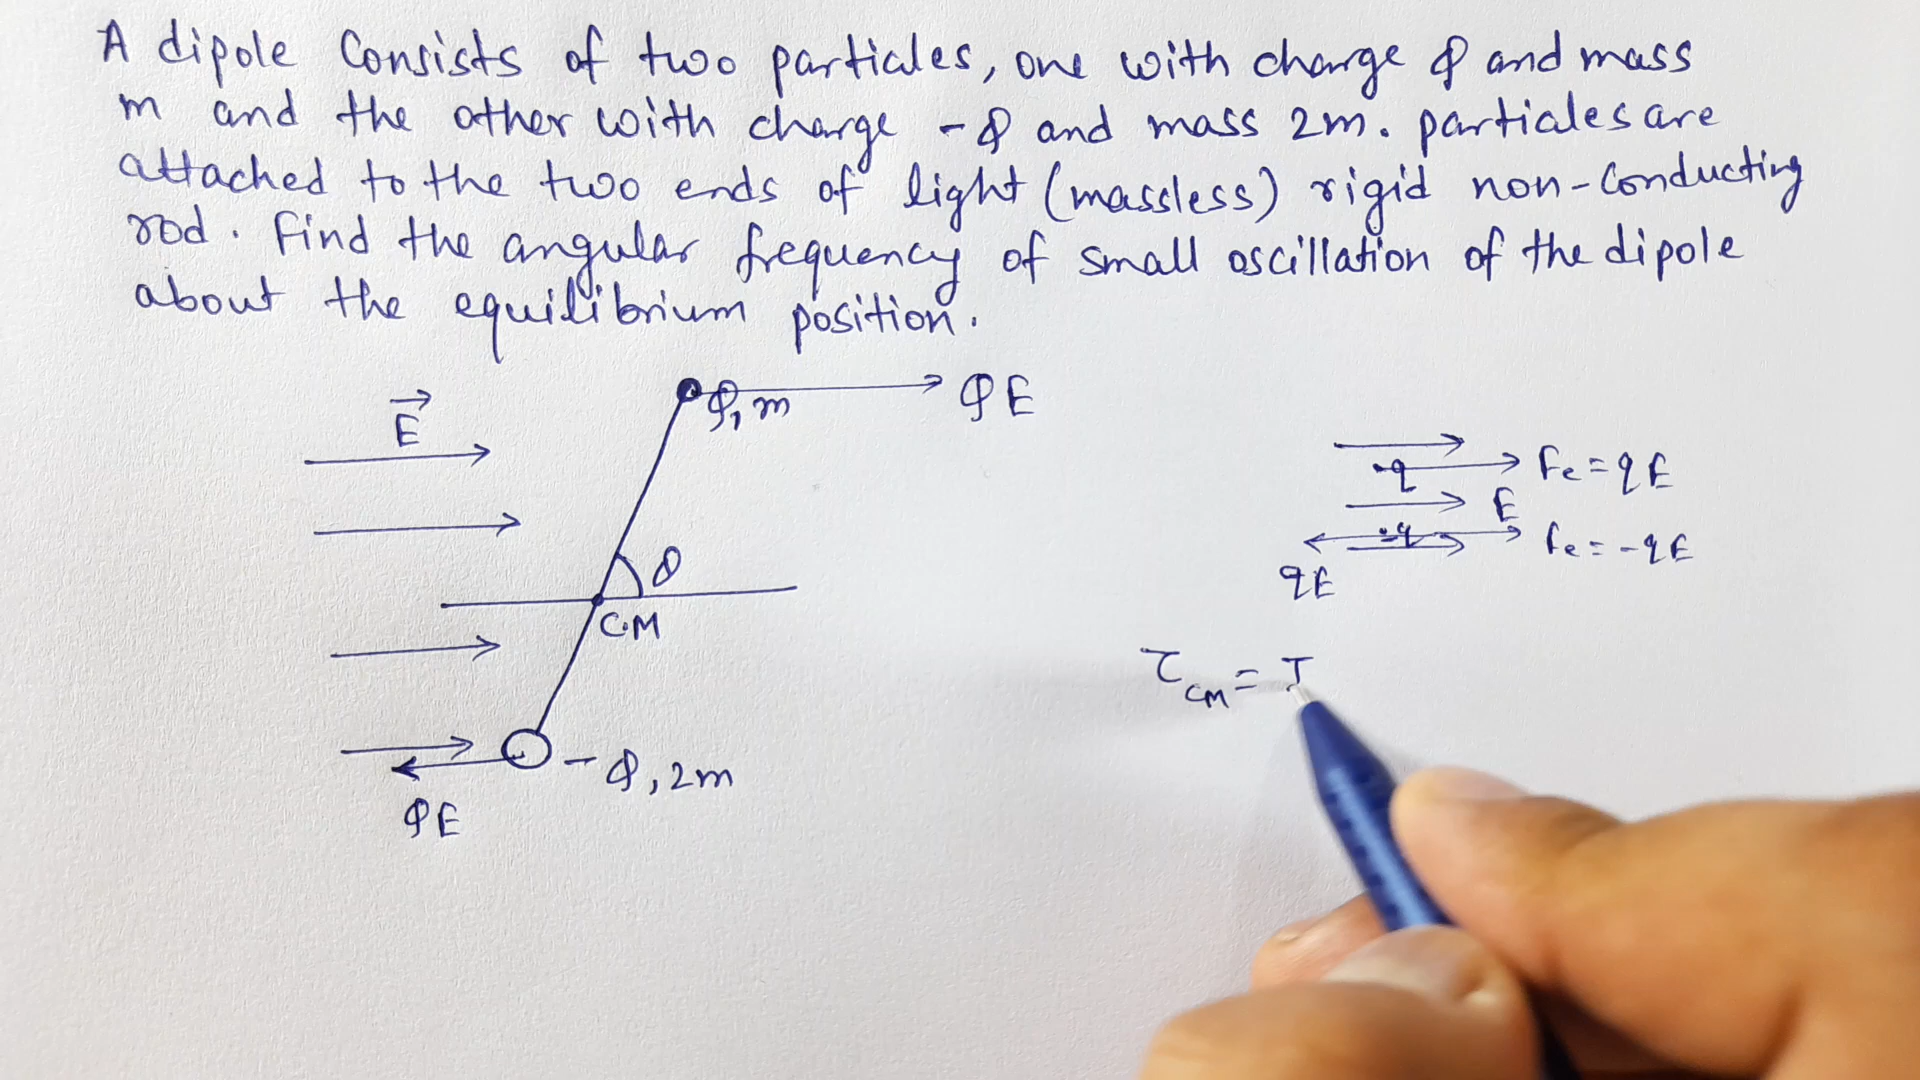 A dipole Consists of two particles, one with charge Q and mass
m and the other with charge -Q and mass 2m. particles are
attached to the two ends of light (massless) rigid non-Conducting
rod. Find the angular frequency of small oscillation of the dipole
about the equilibrium position.
E
Q, m
QE
θ
C.M
-Q, 2m
QE
q
Fe = qE
E
-q
fe = -qE
qE
τCM = I